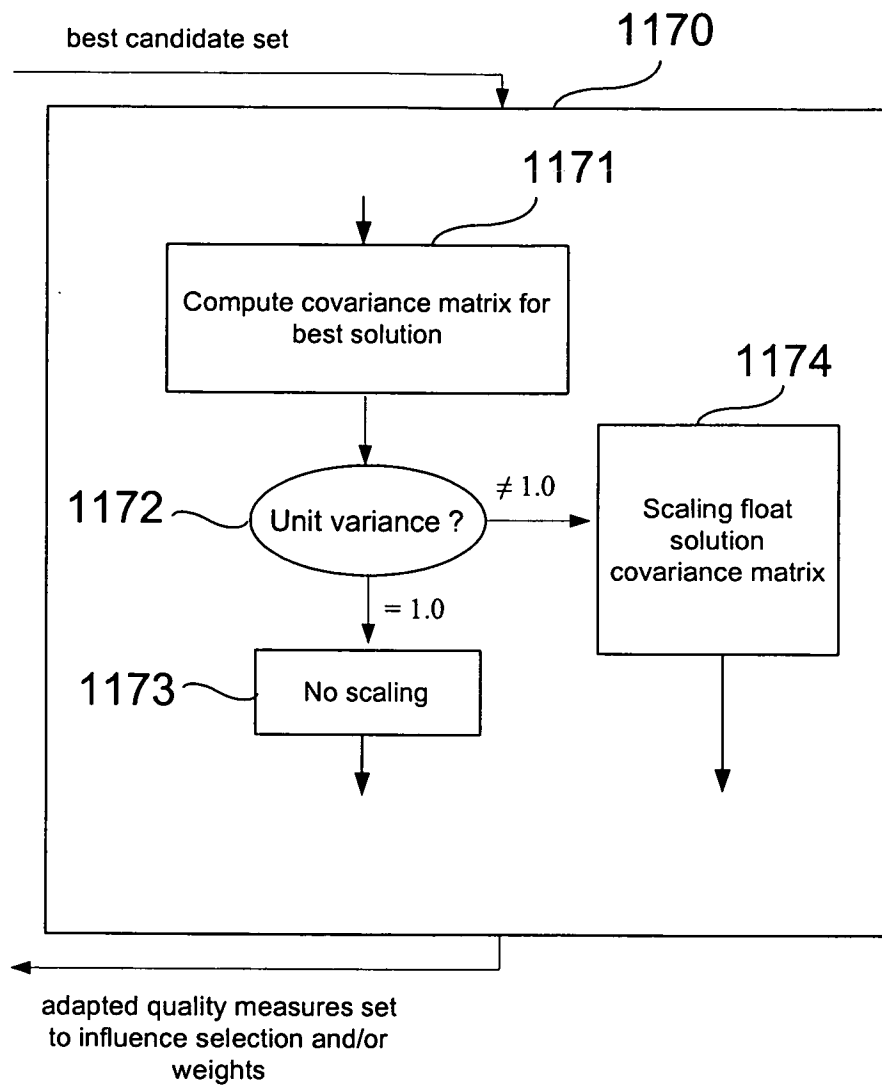 best candidate set
1170
1171
Compute covariance matrix for
best solution
1174
1172
Unit variance ?
≠ 1.0
Scaling float
solution
covariance matrix
= 1.0
1173
No scaling
adapted quality measures set
to influence selection and/or
weights